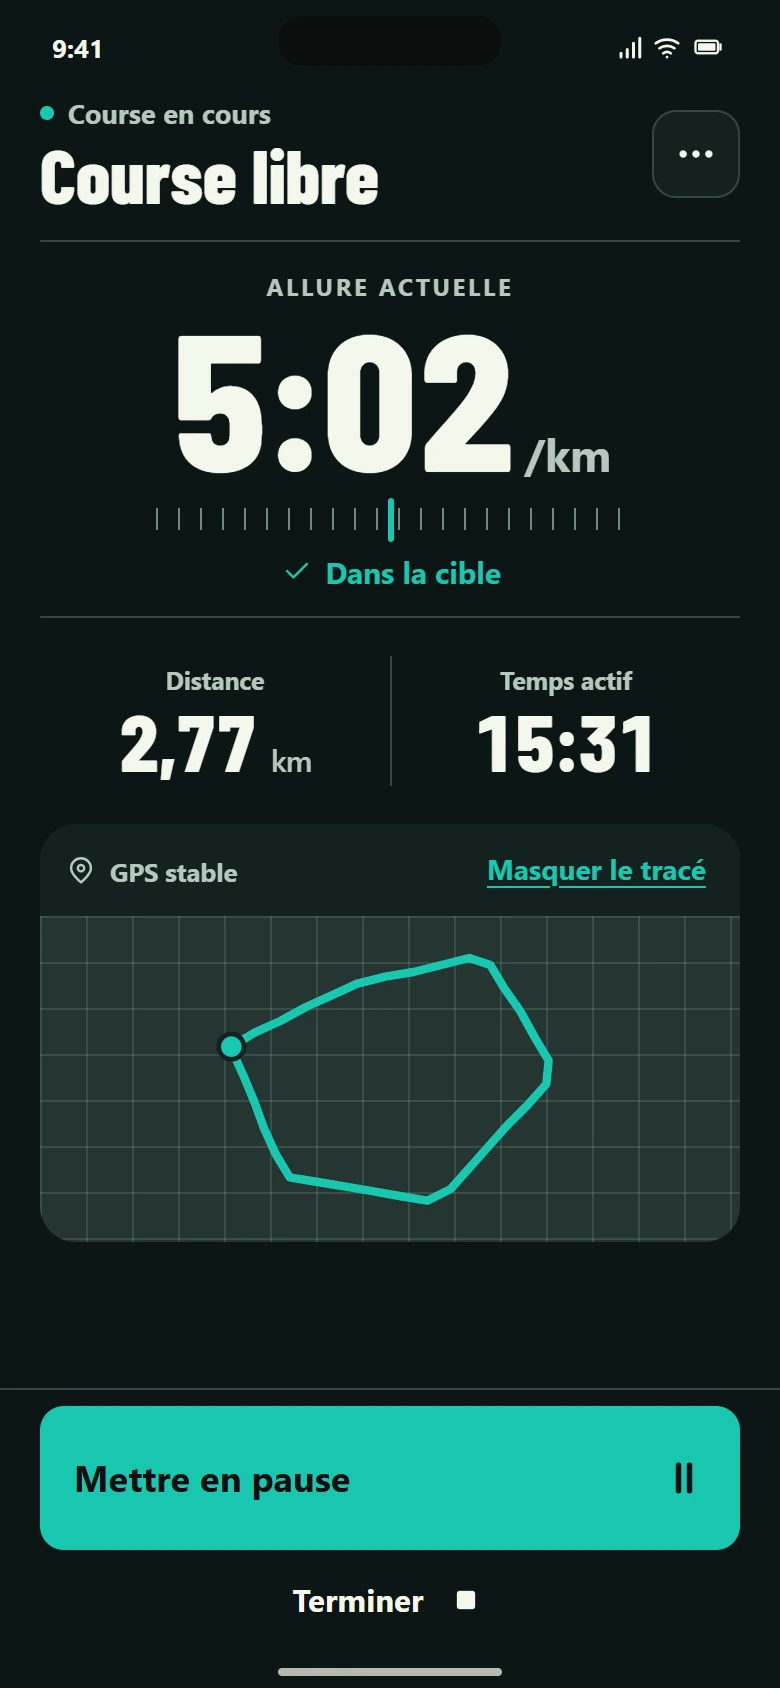 9:41
Course en cours
Course libre
ALLURE ACTUELLE
5:02 /km
Dans la cible
Distance
2,77 km
Temps actif
15:31
GPS stable
Masquer le tracé
Mettre en pause
Terminer